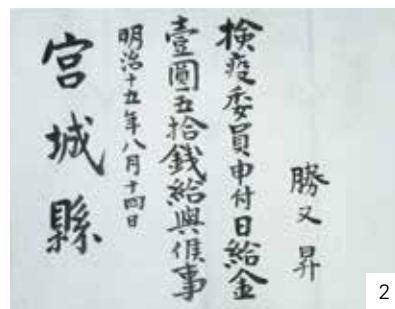 勝又昇
検疫委員申付日給金
壹圓五拾銭給與候事
明治十五年八月十四日
宮城縣
2